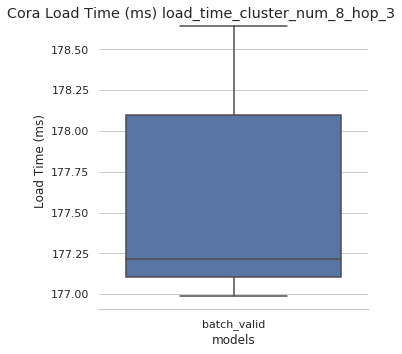 Cora Load Time (ms) load_time_cluster_num_8_hop_3
178.50
178.25
178.00
177.75
177.50
177.25
177.00
Load Time (ms)
batch_valid
models